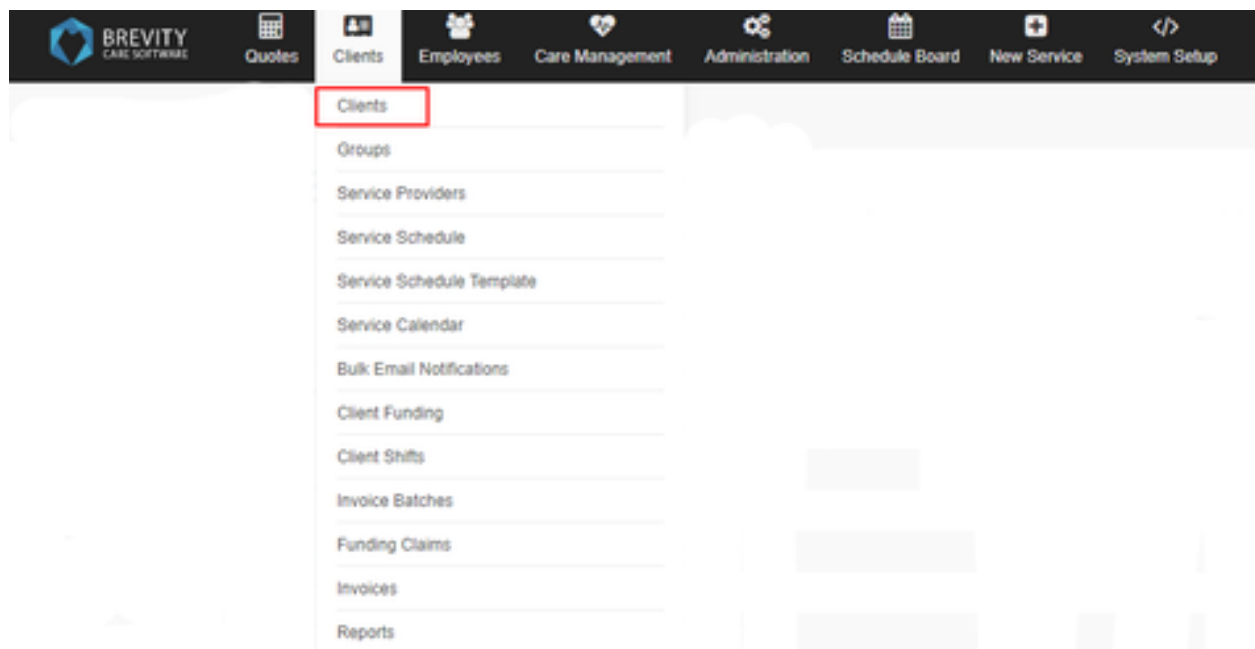 BREVITY
CARE SOFTWARE
Quotes
Clients
Employees
Care Management
Administration
Schedule Board
New Service
System Setup
Clients
Groups
Service Providers
Service Schedule
Service Schedule Template
Service Calendar
Bulk Email Notifications
Client Funding
Client Shifts
Invoice Batches
Funding Claims
Invoices
Reports